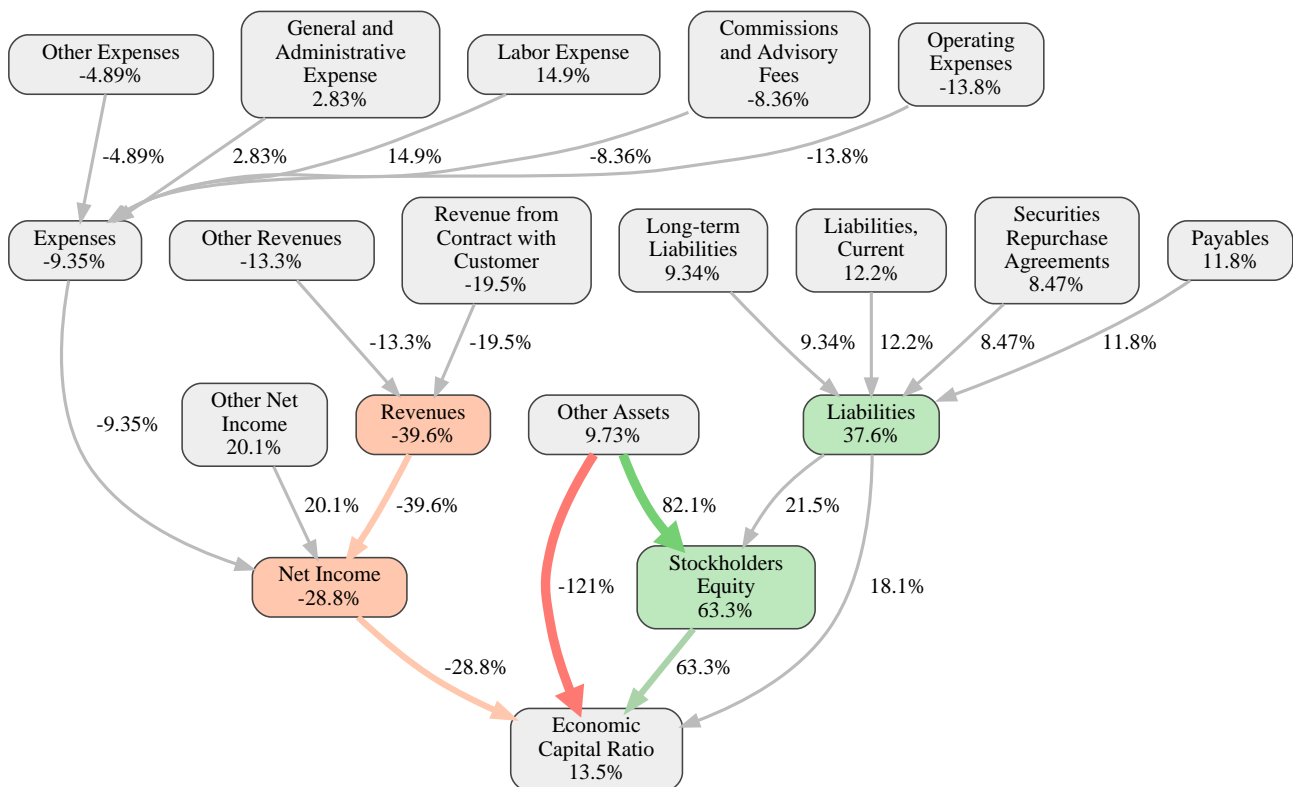 Other Expenses
-4.89%
General and
Administrative
Expense
2.83%
Labor Expense
14.9%
Commissions
and Advisory
Fees
-8.36%
Operating
Expenses
-13.8%
-4.89%
2.83%
14.9%
-8.36%
-13.8%
Expenses
-9.35%
Other Revenues
-13.3%
Revenue from
Contract with
Customer
-19.5%
Long-term
Liabilities
9.34%
Liabilities,
Current
12.2%
Securities
Repurchase
Agreements
8.47%
Payables
11.8%
-13.3%
-19.5%
9.34%
12.2%
8.47%
11.8%
-9.35%
Other Net
Income
20.1%
Revenues
-39.6%
Other Assets
9.73%
Liabilities
37.6%
20.1%
-39.6%
82.1%
21.5%
Net Income
-28.8%
-121%
Stockholders
Equity
63.3%
18.1%
-28.8%
63.3%
Economic
Capital Ratio
13.5%